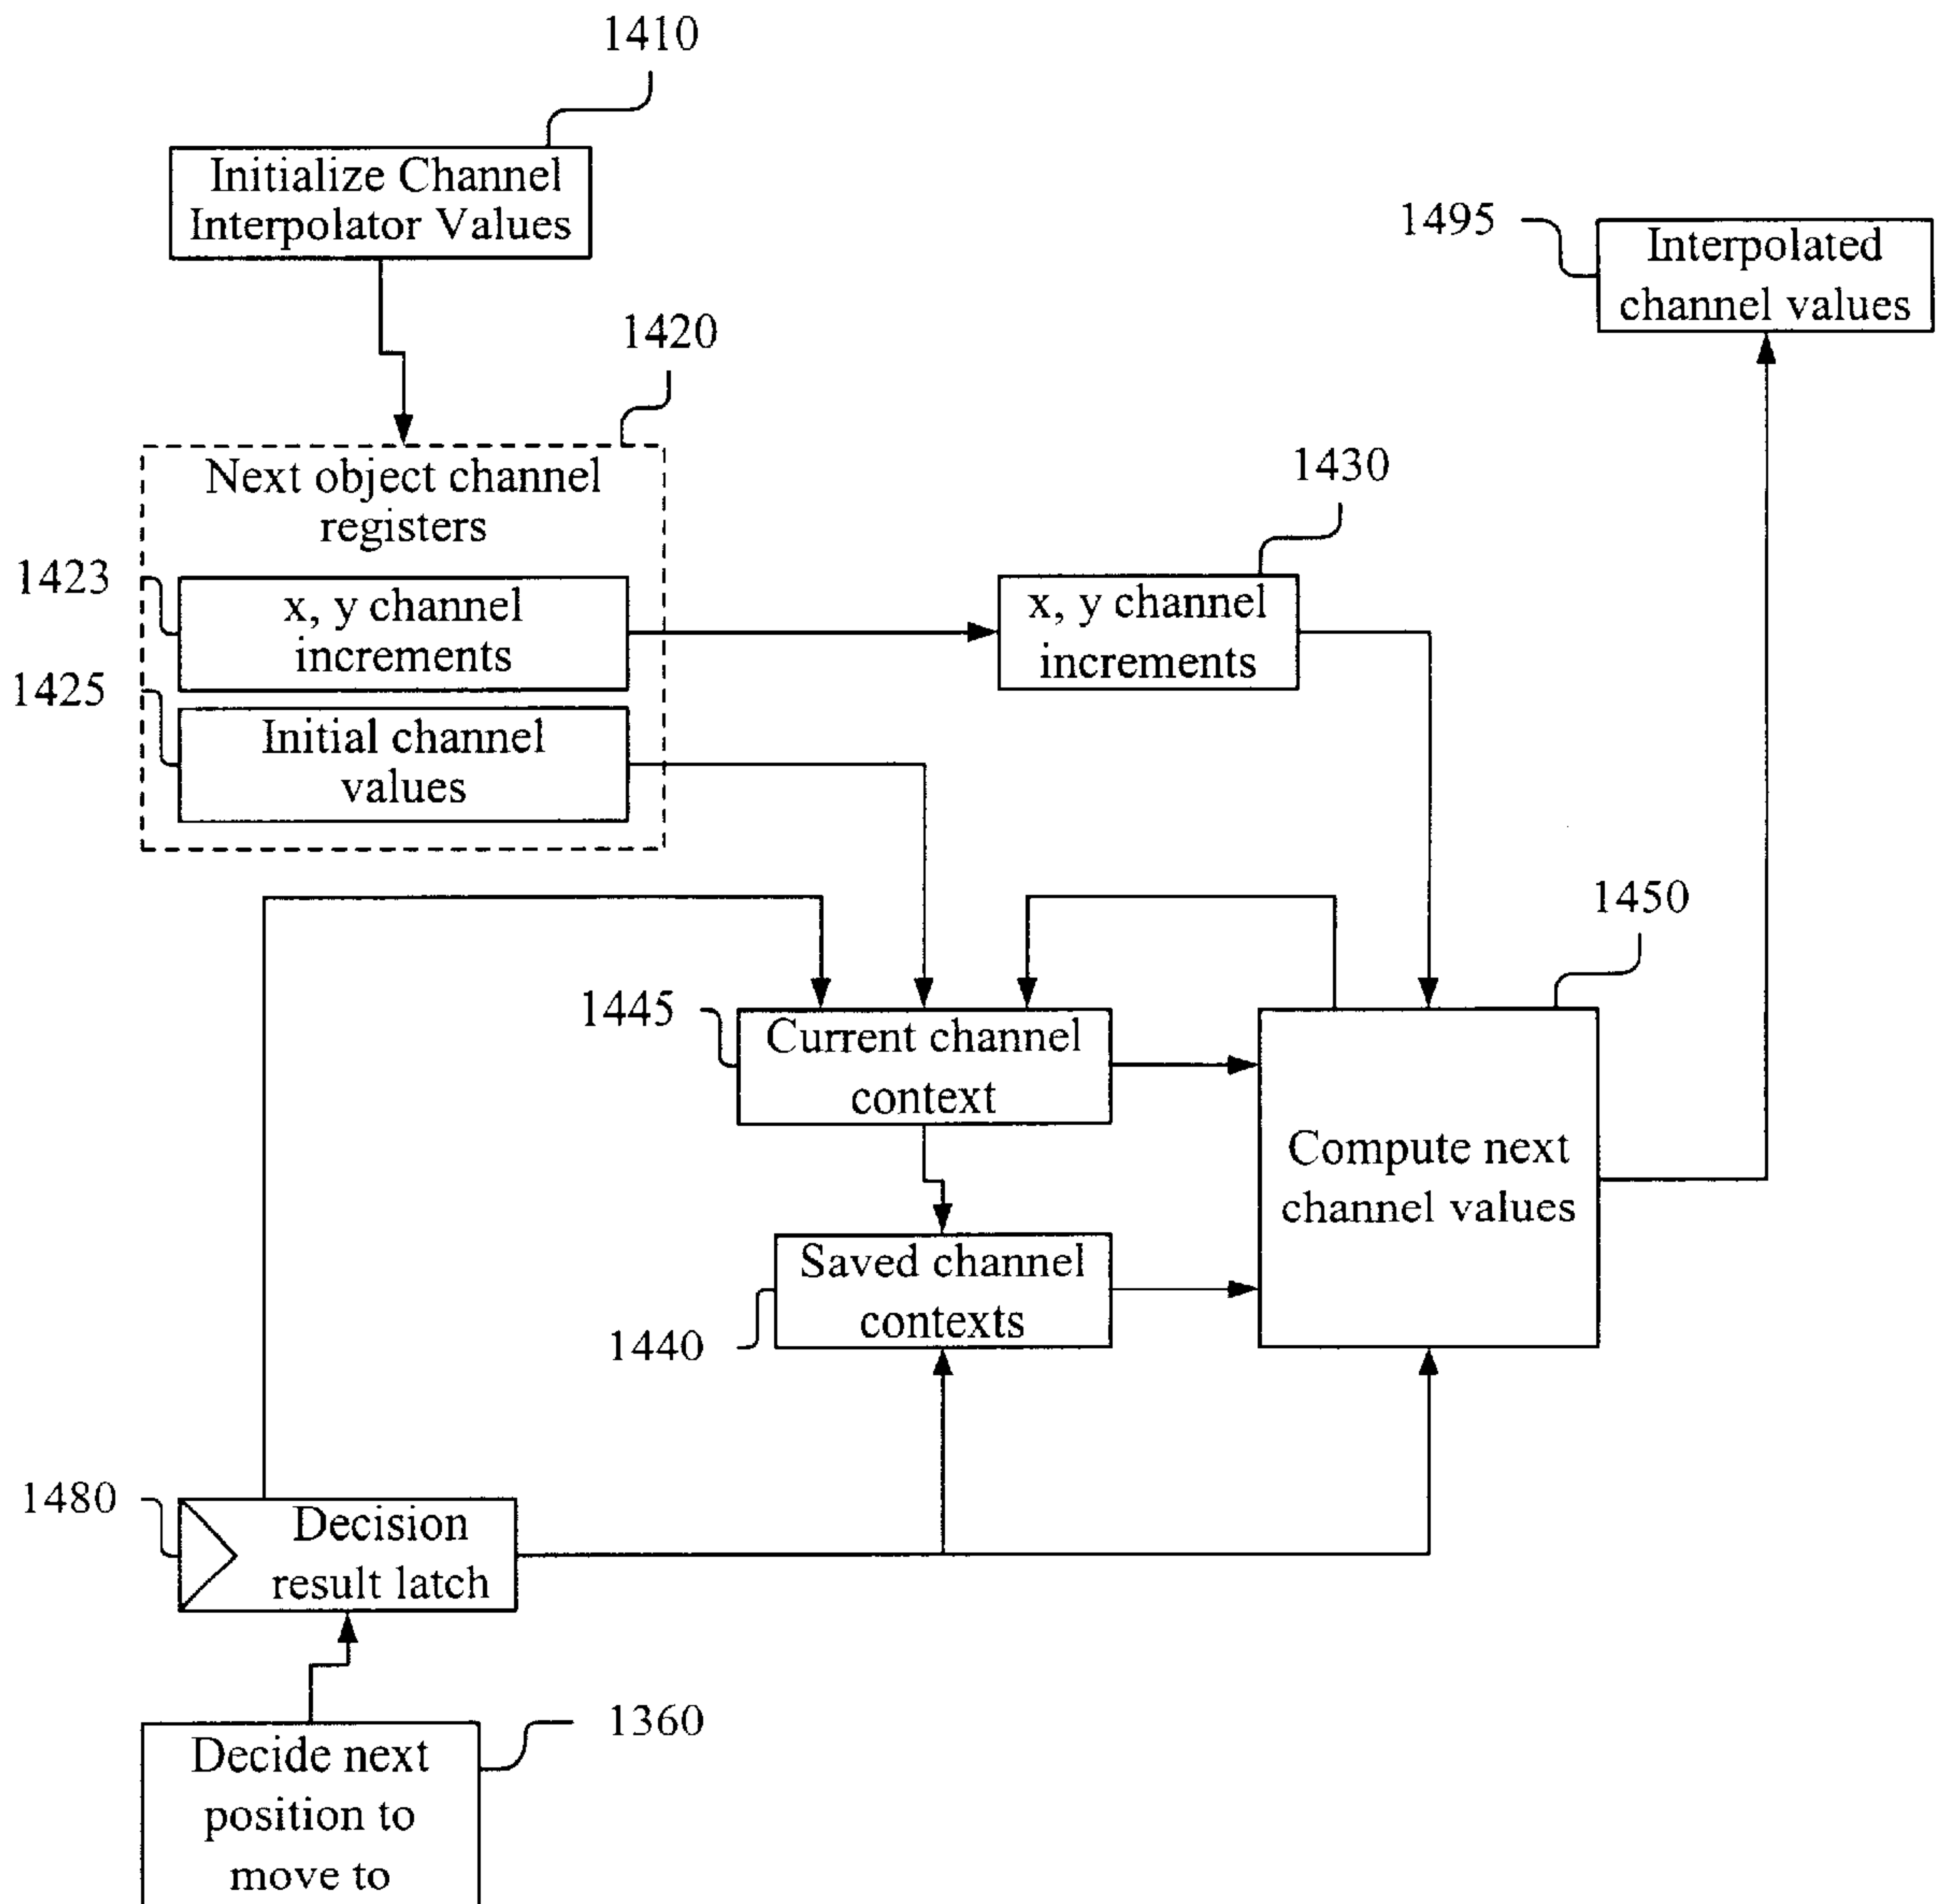 1410
Initialize Channel
Interpolator Values
1495
Interpolated
channel values
1420
Next object channel
registers
1430
1423
x, y channel
increments
x, y channel
increments
1425
Initial channel
values
1450
1445
Current channel
context
Compute next
channel values
Saved channel
contexts
1440
1480
Decision
result latch
1360
Decide next
position to
move to